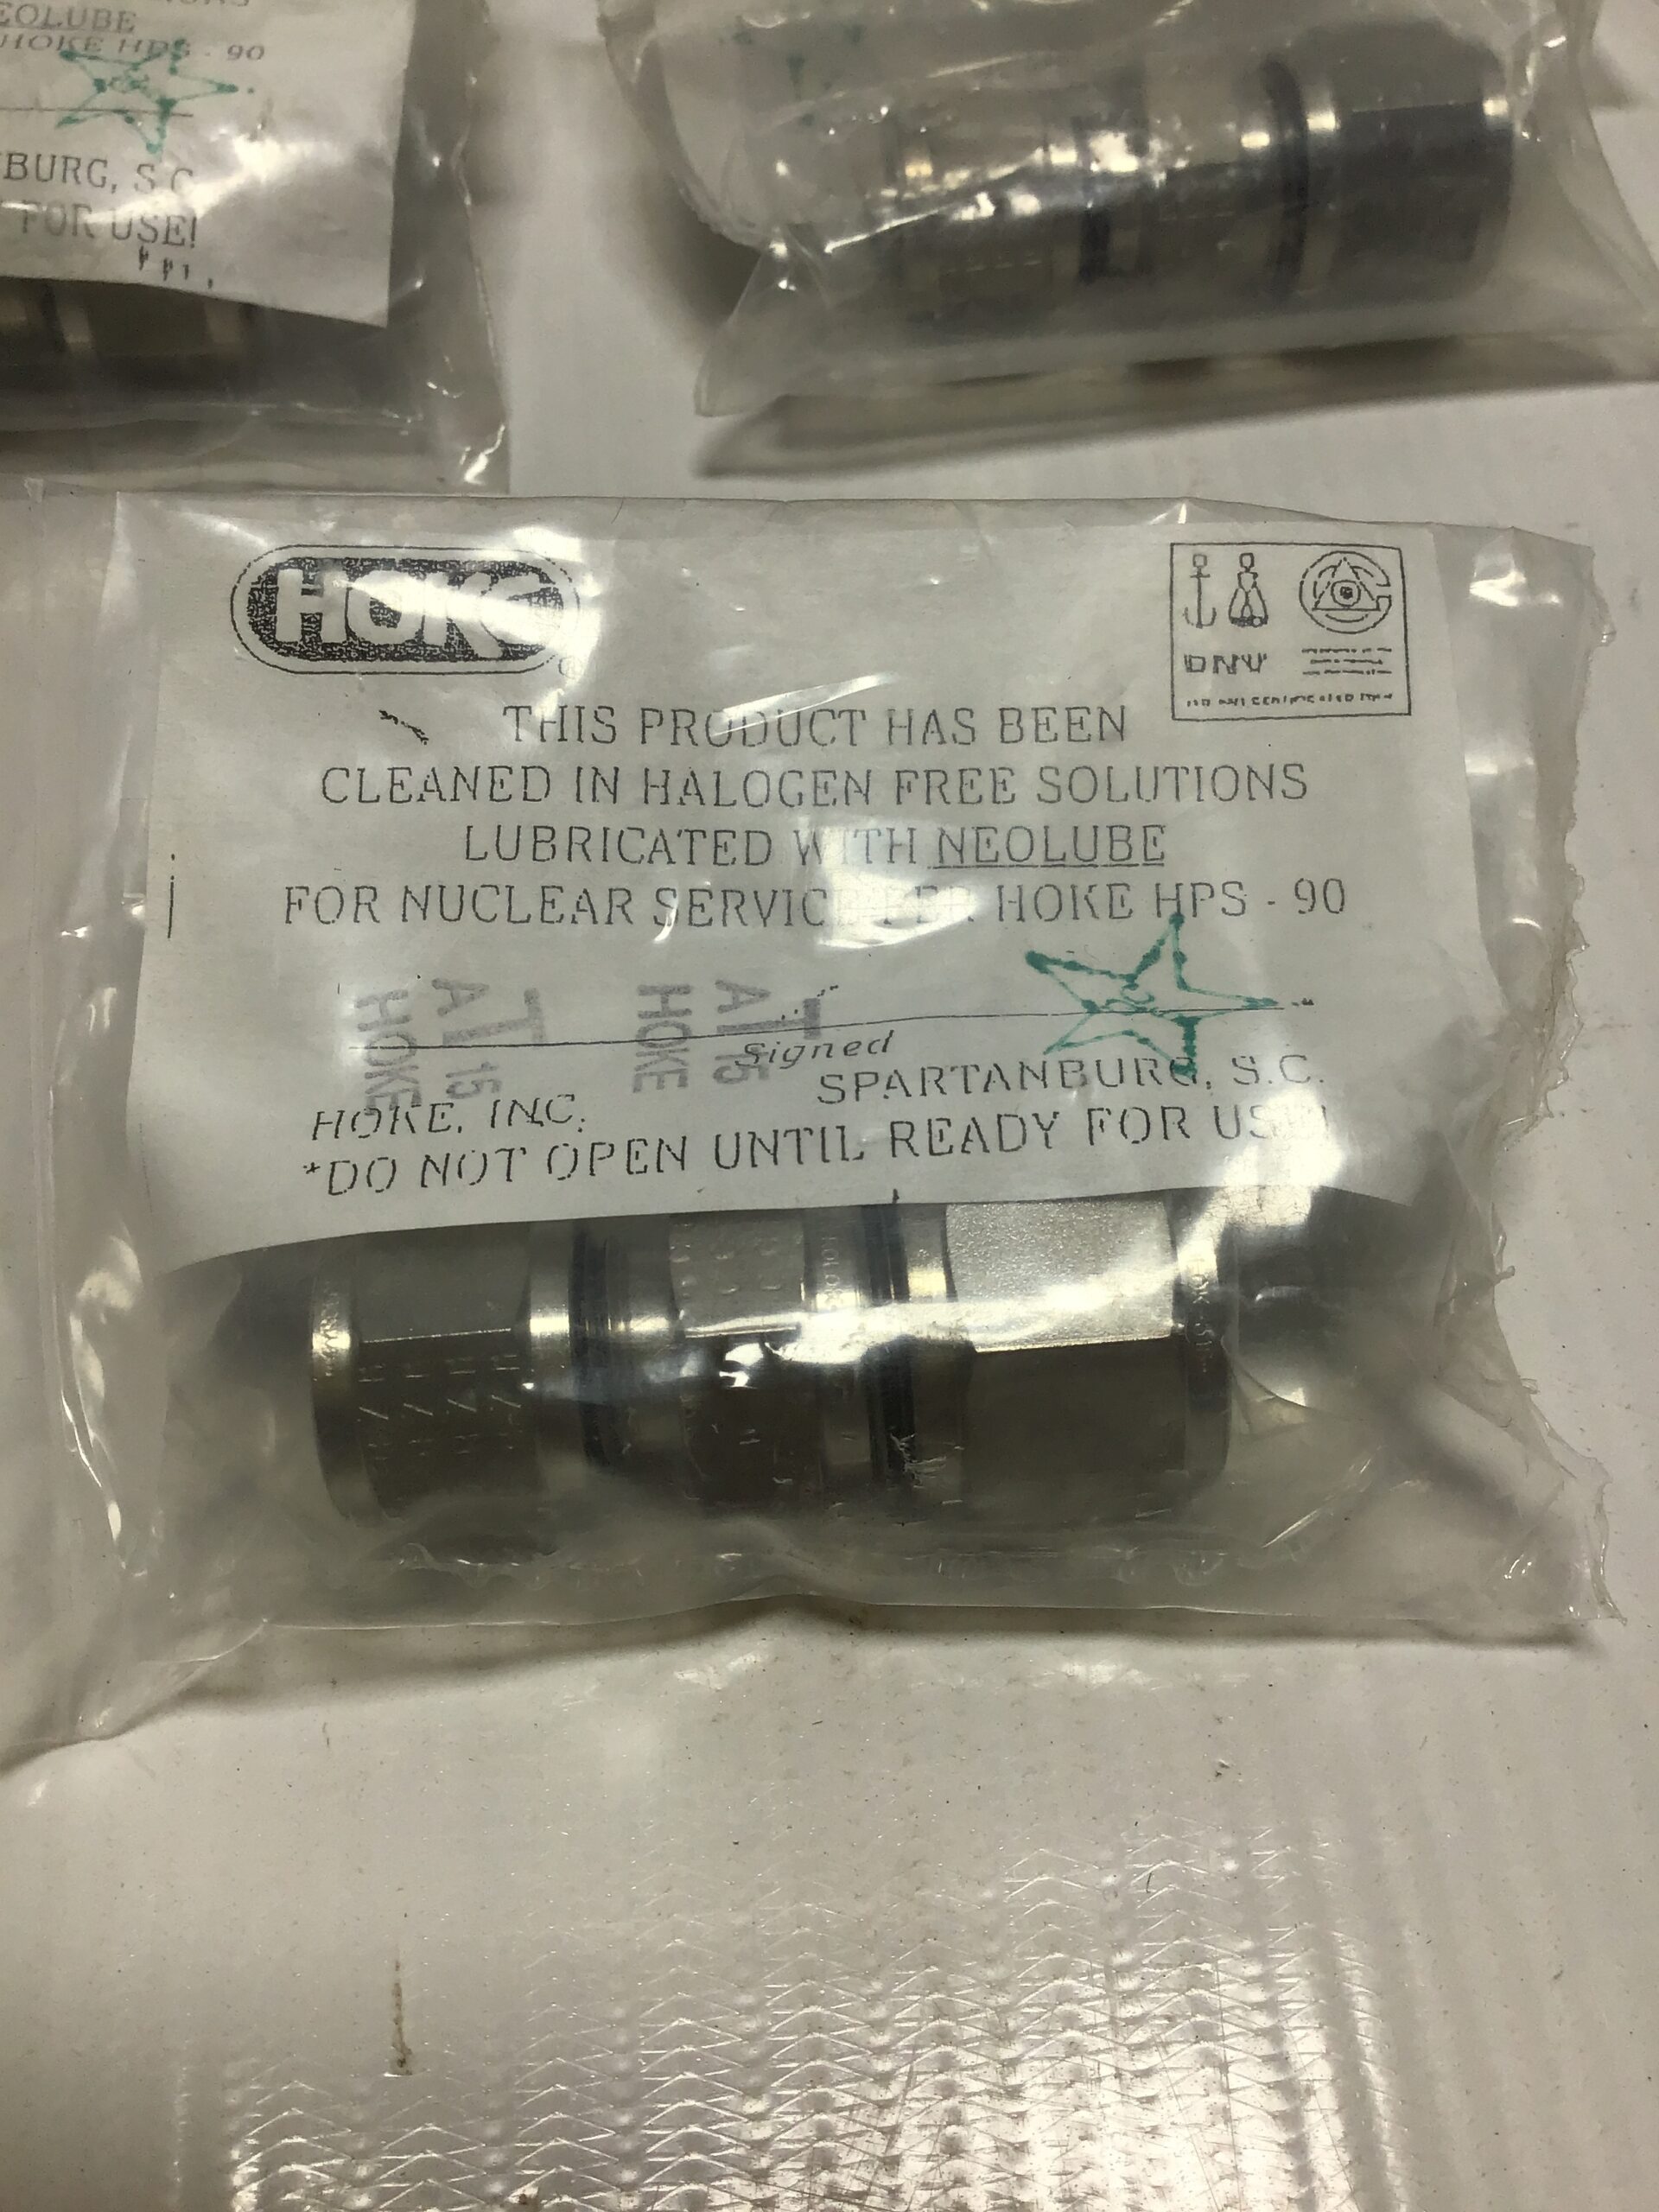 NEOLUBE
HOKE HPS - 90
BURG, S.C.
FOR USE!
HOKE®
DNV
THIS PRODUCT HAS BEEN
CLEANED IN HALOGEN FREE SOLUTIONS
LUBRICATED WITH NEOLUBE
FOR NUCLEAR SERVICE PER HOKE HPS - 90
HOKE
AT 15
HOKE
AT 15
Signed
HOKE, INC. SPARTANBURG, S.C.
*DO NOT OPEN UNTIL READY FOR USE!